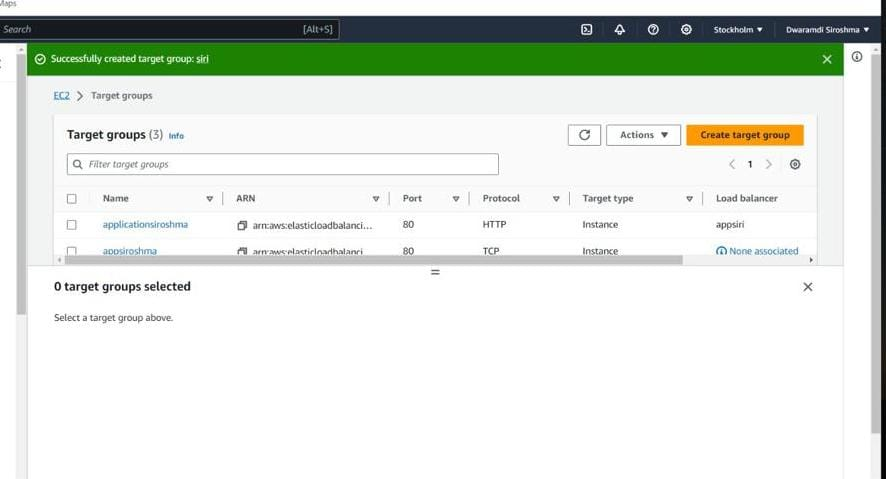 Maps
Search [Alt+S] Stockholm ▼ Dwaramdi Siroshma ▼
Successfully created target group: siri
EC2 > Target groups
Target groups (3) Info Actions ▼ Create target group
Filter target groups 1
Name ARN Port Protocol Target type Load balancer
applicationsiroshma arn:aws:elasticloadbalanci... 80 HTTP Instance appsiri
appsiroshma arn:aws:elasticloadbalanci 80 TCP Instance None associated
0 target groups selected
Select a target group above.